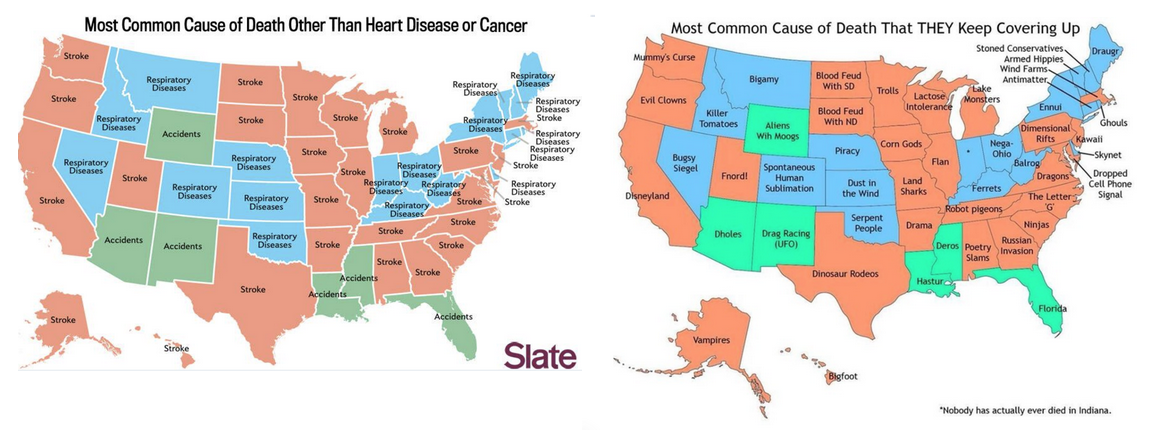 Most Common Cause of Death Other Than Heart Disease or Cancer
Stroke
Stroke
Respiratory
Diseases
Respiratory
Diseases
Accidents
Stroke
Stroke
Stroke
Stroke
Stroke
Respiratory
Diseases
Respiratory
Diseases
Respiratory
Diseases
Respiratory
Diseases
Stroke
Respiratory
Diseases
Respiratory
Diseases
Stroke
Stroke
Respiratory
Diseases
Stroke
Stroke
Respiratory
Diseases
Respiratory
Diseases
Respiratory
Diseases
Respiratory
Diseases
Stroke
Respiratory
Diseases
Respiratory
Diseases
Stroke
Stroke
Stroke
Respiratory
Diseases
Respiratory
Diseases
Stroke
Stroke
Stroke
Accidents
Accidents
Respiratory
Diseases
Stroke
Stroke
Stroke
Stroke
Accidents
Accidents
Accidents
Stroke
Stroke
Slate
Most Common Cause of Death That THEY Keep Covering Up
Mummy's Curse
Evil Clowns
Killer
Tomatoes
Bigamy
Blood Feud
With SD
Blood Feud
With ND
Trolls
Lactose
Intolerance
Lake
Monsters
Stoned Conservatives
Armed Hippies
Wind Farms
Antimatter
Draugr
Ghouls
Ennui
Aliens
Wih Moogs
Bugsy
Siegel
Fnord!
Spontaneous
Human
Sublimation
Piracy
Dust in
the Wind
Corn Gods
Land
Sharks
Flan
*
Nega-
Ohio
Dimensional
Rifts
Kawaii
Skynet
Dropped
Cell Phone
Signal
Balrog
Dragons
Ferrets
Disneyland
Dholes
Drag Racing
(UFO)
Serpent
People
Drama
Robot pigeons
The Letter
'G'
Ninjas
Deros
Poetry
Slams
Russian
Invasion
Dinosaur Rodeos
Hastur
Florida
Vampires
Bigfoot
*Nobody has actually ever died in Indiana.